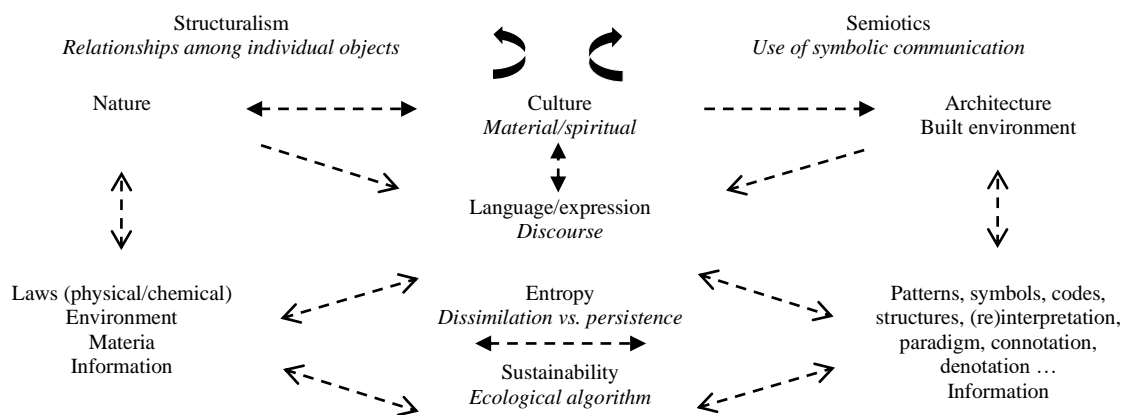 Structuralism
Relationships among individual objects
Semiotics
Use of symbolic communication
Nature
Culture
Material/spiritual
Architecture
Built environment
Language/expression
Discourse
Laws (physical/chemical)
Environment
Materia
Information
Entropy
Dissimilation vs. persistence
Sustainability
Ecological algorithm
Patterns, symbols, codes,
structures, (re)interpretation,
paradigm, connotation,
denotation …
Information